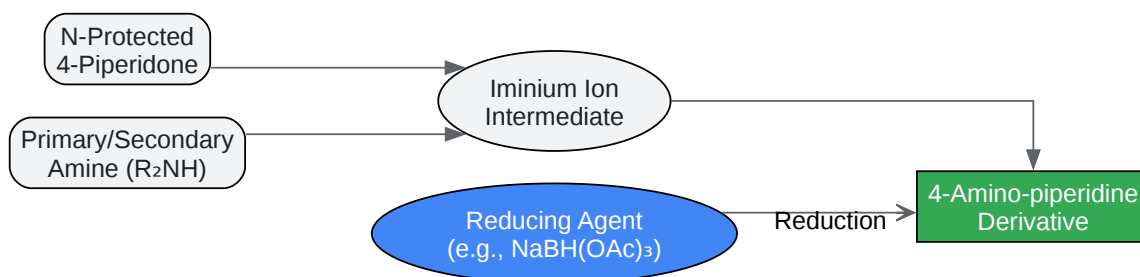 N-Protected
4-Piperidone
Iminium Ion
Intermediate
Primary/Secondary
Amine (R₂NH)
4-Amino-piperidine
Derivative
Reducing Agent
(e.g., NaBH(OAc)₃)
Reduction